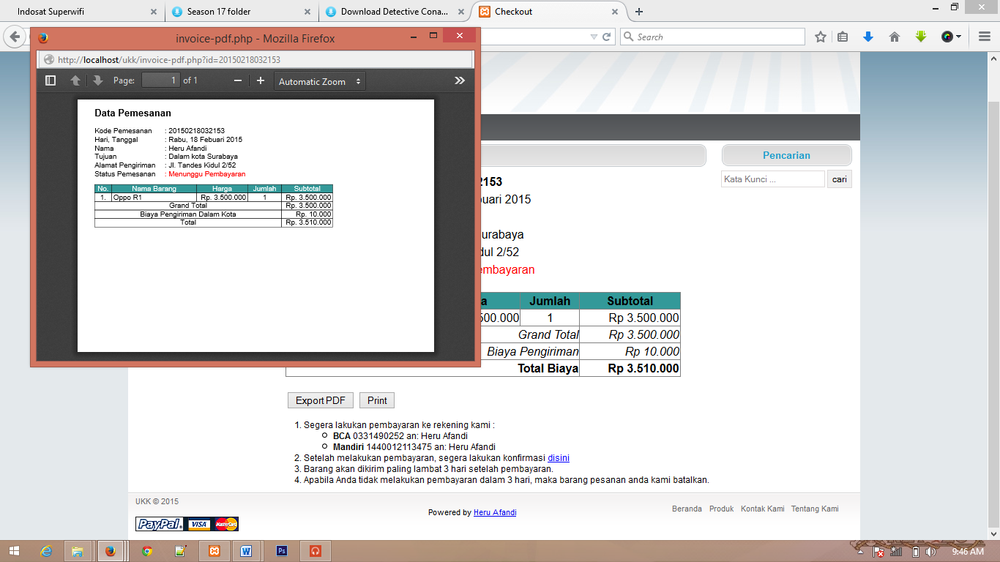 Indosat Superwifi
Season 17 folder
Download Detective Cona...
Checkout
invoice-pdf.php - Mozilla Firefox
Search
http://localhost/ukk/invoice-pdf.php?id=20150218032153
Page: 1 of 1
Automatic Zoom
Data Pemesanan
Kode Pemesanan : 20150218032153
Hari, Tanggal : Rabu, 18 Febuari 2015
Nama : Heru Afandi
Tujuan : Dalam kota Surabaya
Alamat Pengiriman : Jl. Tandes Kidul 2/52
Status Pemesanan : Menunggu Pembayaran
No. Nama Barang Harga Jumlah Subtotal
1. Oppo R1 Rp. 3.500.000 1 Rp. 3.500.000
Grand Total Rp. 3.500.000
Biaya Pengiriman Dalam Kota Rp. 10.000
Total Rp. 3.510.000
Pencarian
Kata Kunci ... cari
2153
uari 2015
urabaya
dul 2/52
embayaran
a Jumlah Subtotal
500.000 1 Rp 3.500.000
Grand Total Rp 3.500.000
Biaya Pengiriman Rp 10.000
Total Biaya Rp 3.510.000
Export PDF Print
1. Segera lakukan pembayaran ke rekening kami :
BCA 0331490252 an: Heru Afandi
Mandiri 1440012113475 an: Heru Afandi
2. Setelah melakukan pembayaran, segera lakukan konfirmasi disini
3. Barang akan dikirim paling lambat 3 hari setelah pembayaran.
4. Apabila Anda tidak melakukan pembayaran dalam 3 hari, maka barang pesanan anda kami batalkan.
UKK © 2015
Powered by Heru Afandi
Beranda Produk Kontak Kami Tentang Kami
PayPal VISA MasterCard
9:46 AM